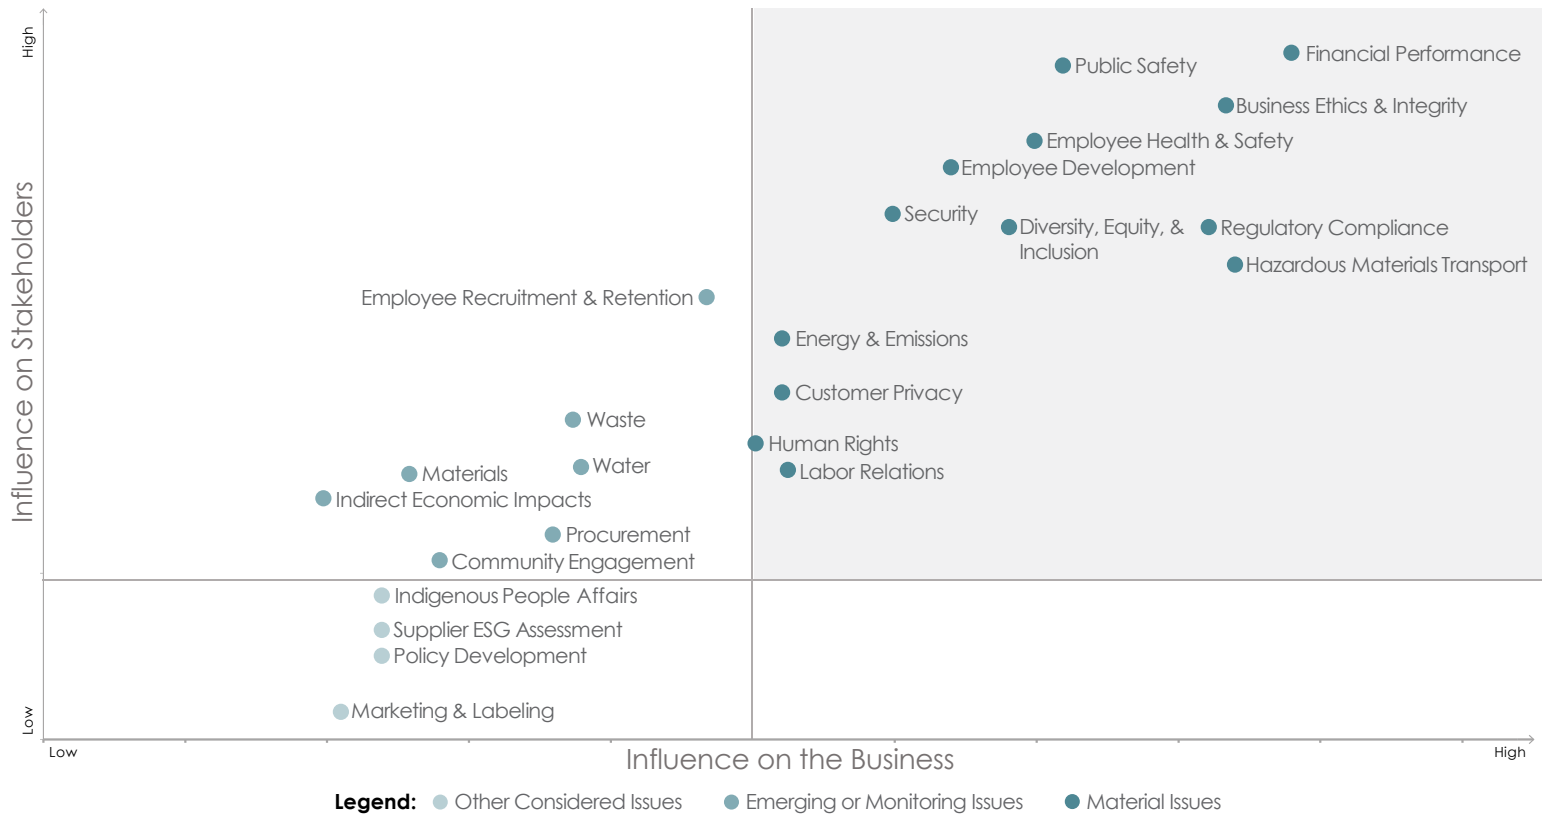 High
Financial Performance
Public Safety
Business Ethics & Integrity
Employee Health & Safety
Employee Development
Security
Diversity, Equity, &
Inclusion
Regulatory Compliance
Hazardous Materials Transport
Influence on Stakeholders
Employee Recruitment & Retention
Energy & Emissions
Customer Privacy
Waste
Human Rights
Water
Labor Relations
Materials
Indirect Economic Impacts
Procurement
Community Engagement
Indigenous People Affairs
Supplier ESG Assessment
Policy Development
Marketing & Labeling
Low
Low
Influence on the Business
High
Legend: Other Considered Issues Emerging or Monitoring Issues Material Issues